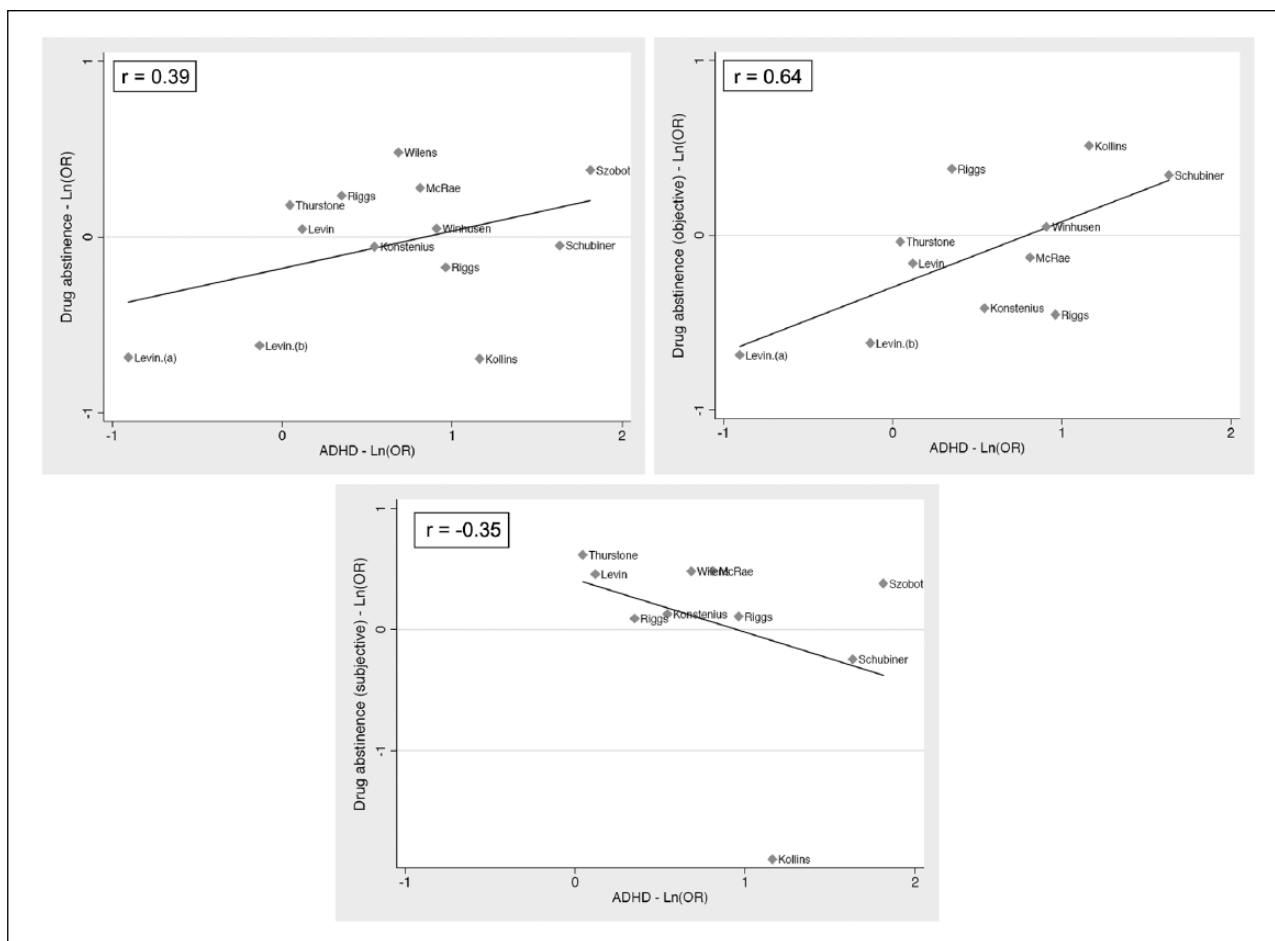 r = 0.39
Drug abstinence - Ln(OR)
1
0
-1
Wilens
Szobot
McRae
Riggs
Thurstone
Levin
Winhusen
Konstenius
Schubiner
Riggs
Levin.(b)
Levin.(a)
Kollins
-1
0
1
2
ADHD - Ln(OR)
r = 0.64
Drug abstinence (objective) - Ln(OR)
1
0
-1
Kollins
Riggs
Schubiner
Winhusen
Thurstone
McRae
Levin
Konstenius
Riggs
Levin.(b)
Levin.(a)
-1
0
1
2
ADHD - Ln(OR)
r = -0.35
Drug abstinence (subjective) - Ln(OR)
1
0
-1
Thurstone
Levin
Wilens
McRae
Szobot
Riggs
Konstenius
Riggs
Schubiner
Kollins
-1
0
1
2
ADHD - Ln(OR)